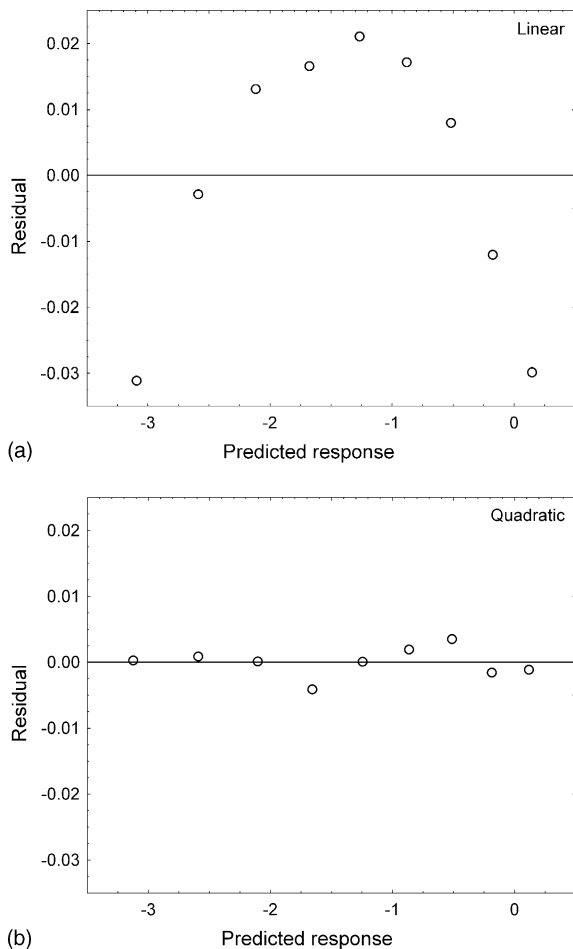 Linear
0.02
0.01
0.00
-0.01
-0.02
-0.03
Residual
-3
-2
-1
0
Predicted response
(a)
Quadratic
0.02
0.01
0.00
-0.01
-0.02
-0.03
Residual
-3
-2
-1
0
Predicted response
(b)